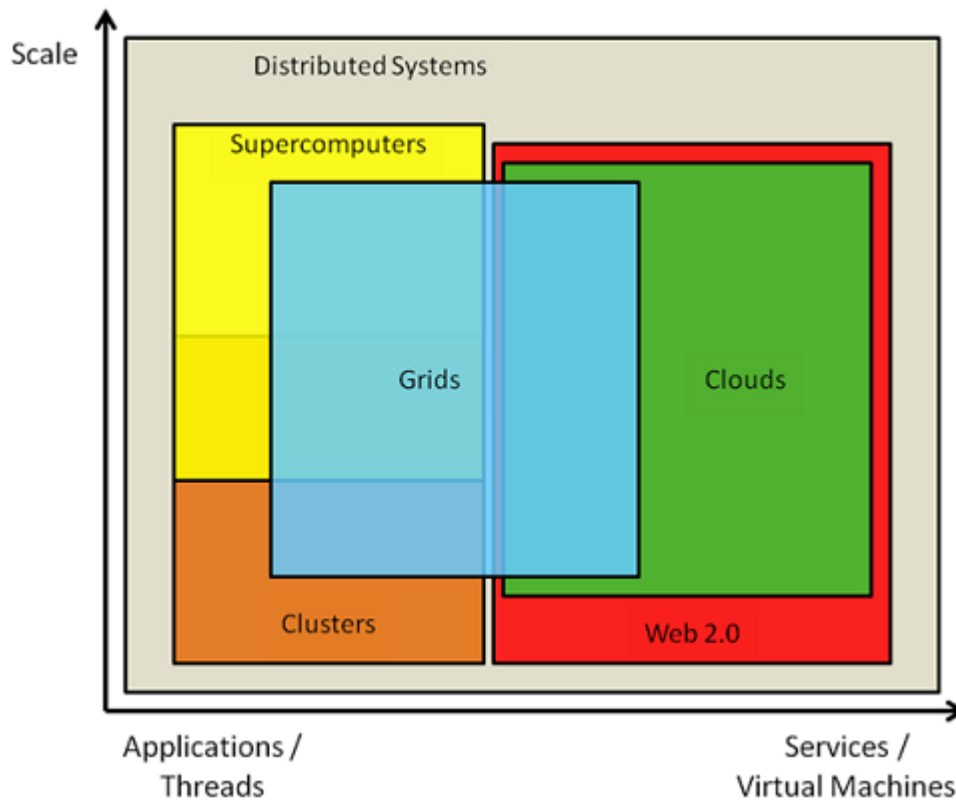 Scale
Distributed Systems
Supercomputers
Grids
Clouds
Clusters
Web 2.0
Applications /
Threads
Services /
Virtual Machines